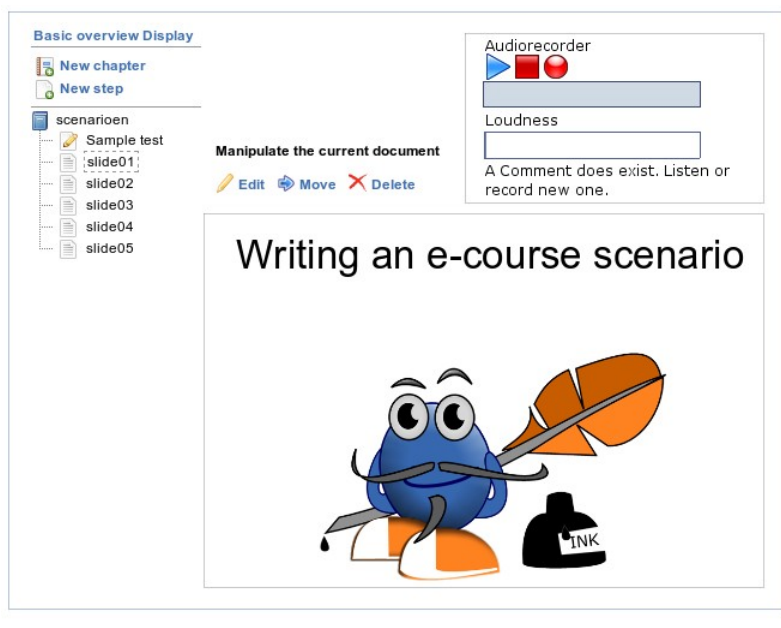 Basic overview Display
New chapter
New step
scenarioen
Sample test
slide01
slide02
slide03
slide04
slide05
Manipulate the current document
Edit Move Delete
Audiorecorder
Loudness
A Comment does exist. Listen or
record new one.
Writing an e-course scenario
INK